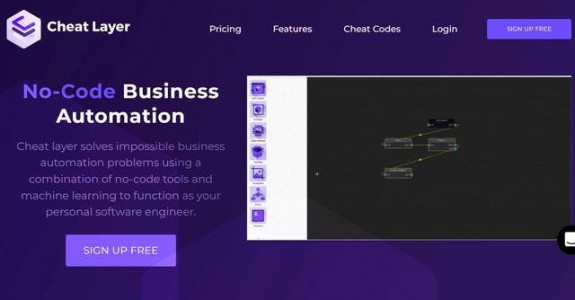 Cheat Layer
Pricing
Features
Cheat Codes
Login
SIGN UP FREE
No-Code Business
Automation
Cheat layer solves impossible business
automation problems using a
combination of no-code tools and
machine learning to function as your
personal software engineer.
SIGN UP FREE